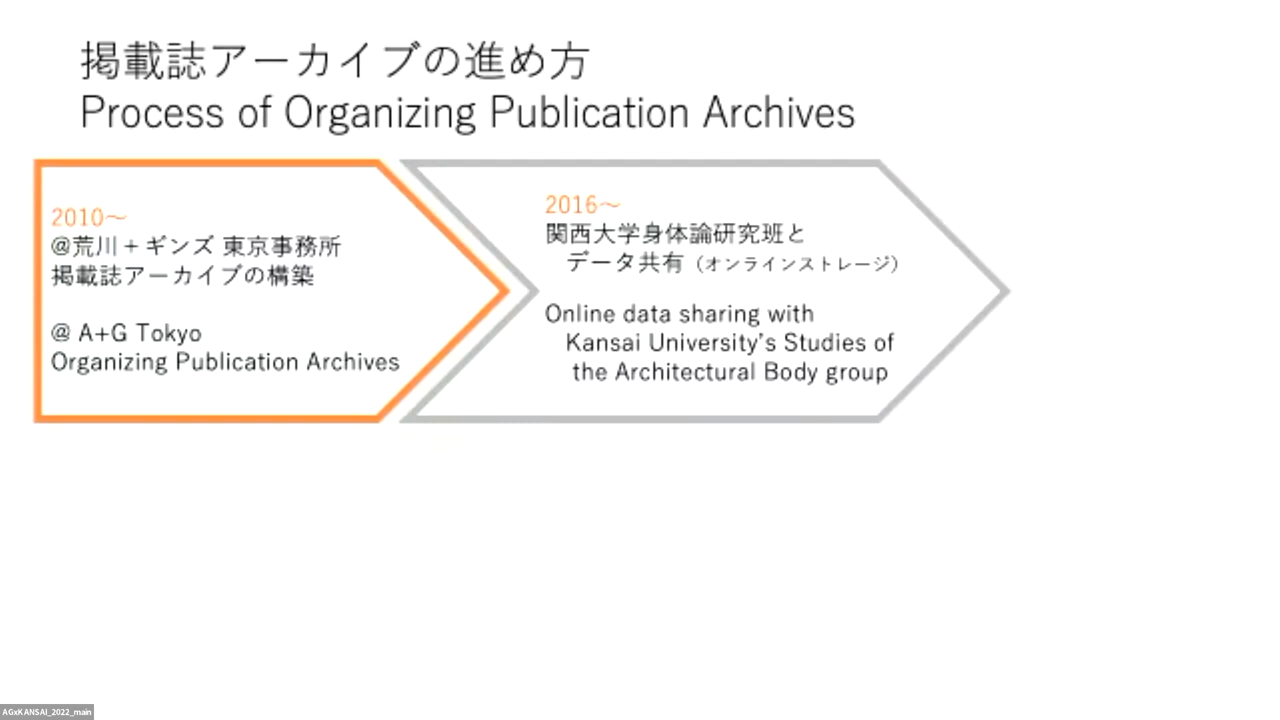 掲載誌アーカイブの進め方
Process of Organizing Publication Archives
2010～
@荒川＋ギンズ 東京事務所
掲載誌アーカイブの構築
@ A+G Tokyo
Organizing Publication Archives
2016～
関西大学身体論研究班と
データ共有（オンラインストレージ）
Online data sharing with
Kansai University's Studies of
the Architectural Body group
AGxKANSAI_2022_main